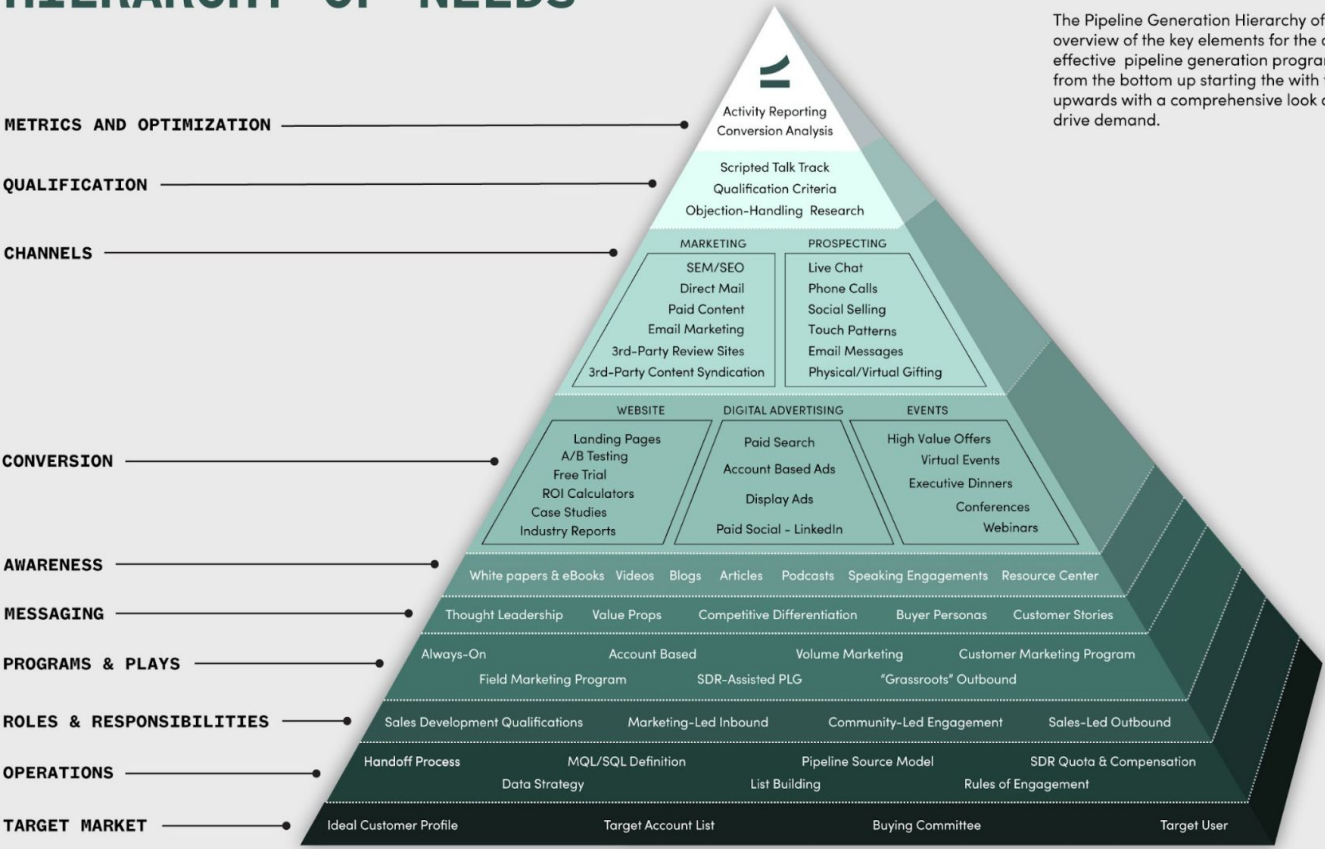 HIERARCHY OF NEEDS
The Pipeline Generation Hierarchy of
overview of the key elements for the
effective pipeline generation
from the bottom up starting the with
upwards with a comprehensive look
drive demand.
METRICS AND OPTIMIZATION
Activity Reporting
Conversion Analysis
QUALIFICATION
Scripted Talk Track
Qualification Criteria
Objection-Handling Research
CHANNELS
MARKETING
SEM/SEO
Direct Mail
Paid Content
Email Marketing
3rd-Party Review Sites
3rd-Party Content Syndication
PROSPECTING
Live Chat
Phone Calls
Social Selling
Touch Patterns
Email Messages
Physical/Virtual Gifting
CONVERSION
WEBSITE
Landing Pages
A/B Testing
Free Trial
ROI Calculators
Case Studies
Industry Reports
DIGITAL ADVERTISING
Paid Search
Account Based Ads
Display Ads
Paid Social - LinkedIn
EVENTS
High Value Offers
Virtual Events
Executive Dinners
Conferences
Webinars
AWARENESS
White papers & eBooks Videos Blogs Articles Podcasts Speaking Engagements Resource Center
MESSAGING
Thought Leadership Value Props Competitive Differentiation Buyer Personas Customer Stories
PROGRAMS & PLAYS
Always-On Account Based Volume Marketing Customer Marketing Program
Field Marketing Program SDR-Assisted PLG "Grassroots" Outbound
ROLES & RESPONSIBILITIES
Sales Development Qualifications Marketing-Led Inbound Community-Led Engagement Sales-Led Outbound
OPERATIONS
Handoff Process MQL/SQL Definition Pipeline Source Model SDR Quota & Compensation
Data Strategy List Building Rules of Engagement
TARGET MARKET
Ideal Customer Profile Target Account List Buying Committee Target User